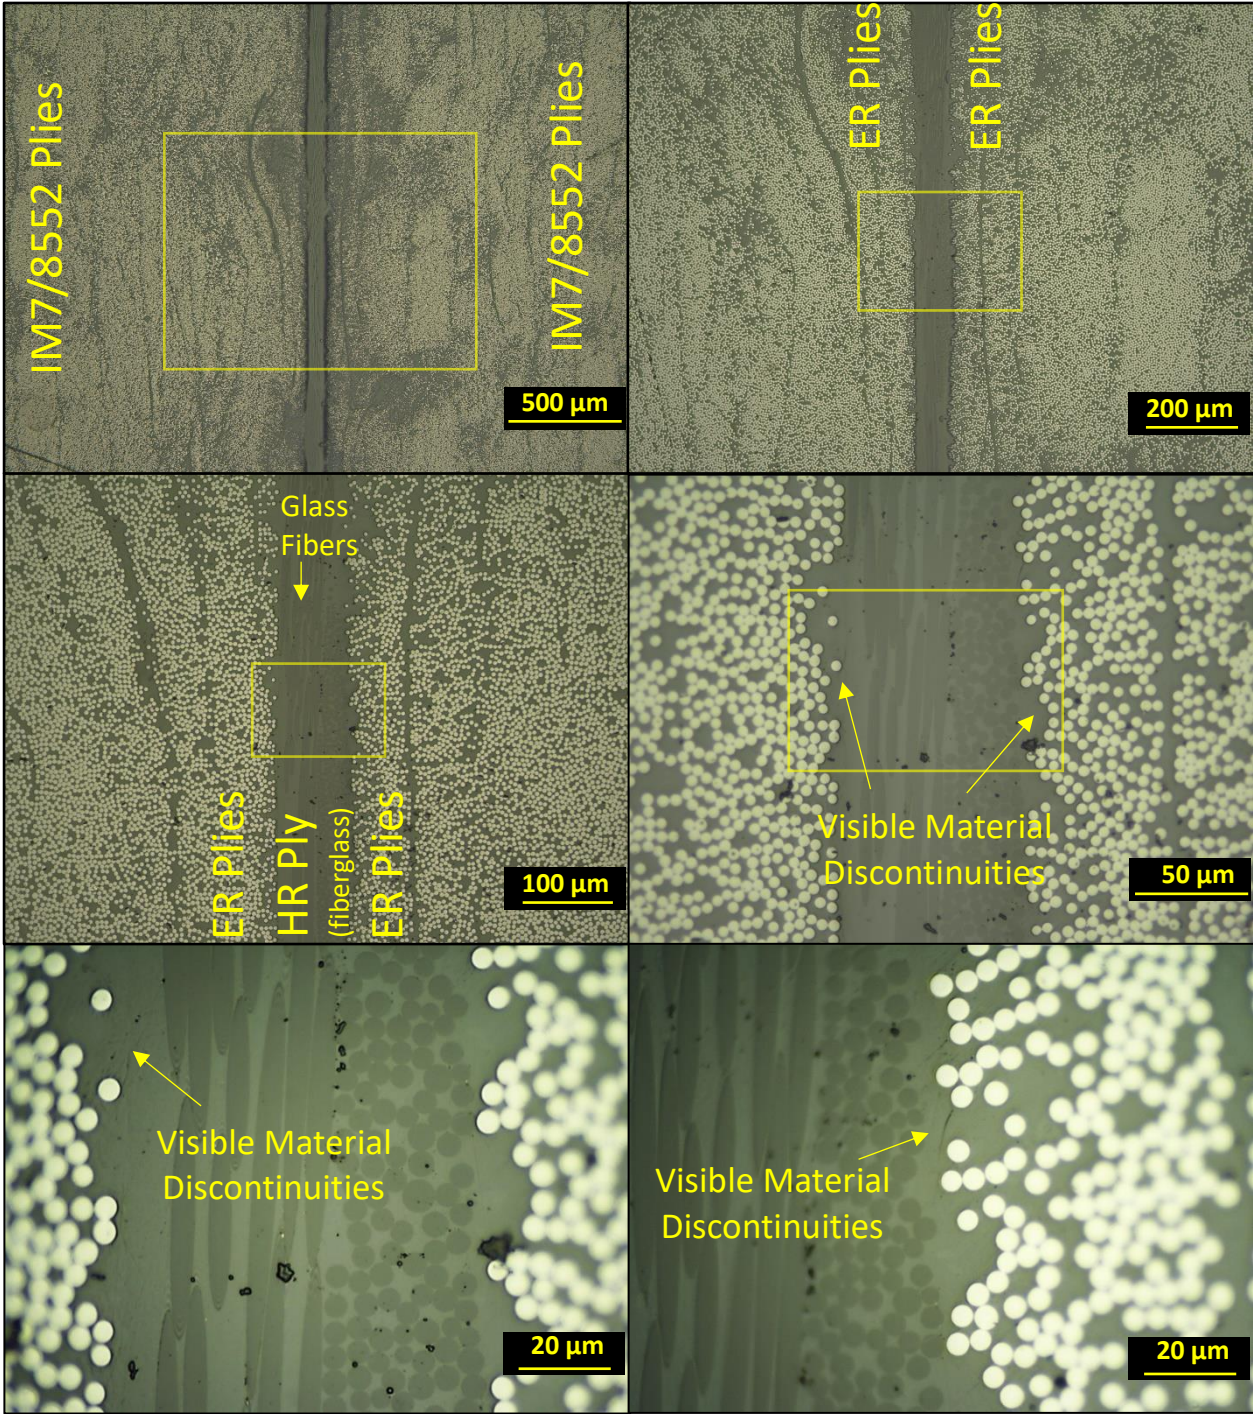 IM7/8552 Plies
IM7/8552 Plies
500 µm
ER Plies
ER Plies
200 µm
Glass
Fibers
ER Plies
HR Ply
(fiberglass)
ER Plies
100 µm
Visible Material
Discontinuities
50 µm
Visible Material
Discontinuities
20 µm
Visible Material
Discontinuities
20 µm